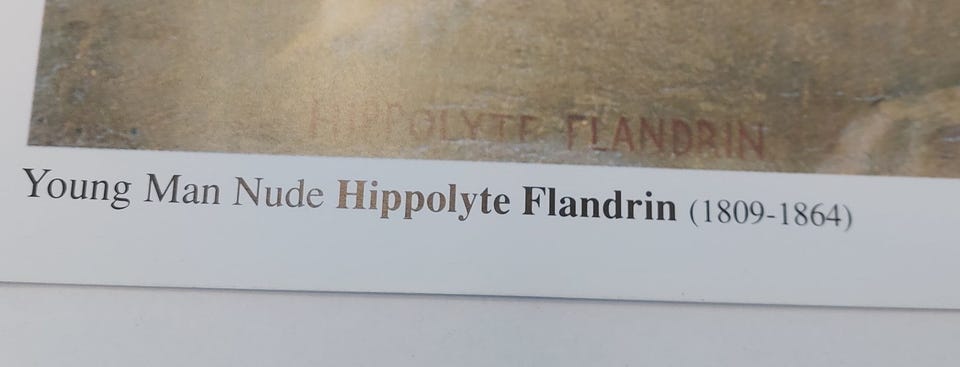 HIPPOLYTE FLANDRIN
Young Man Nude Hippolyte Flandrin (1809-1864)